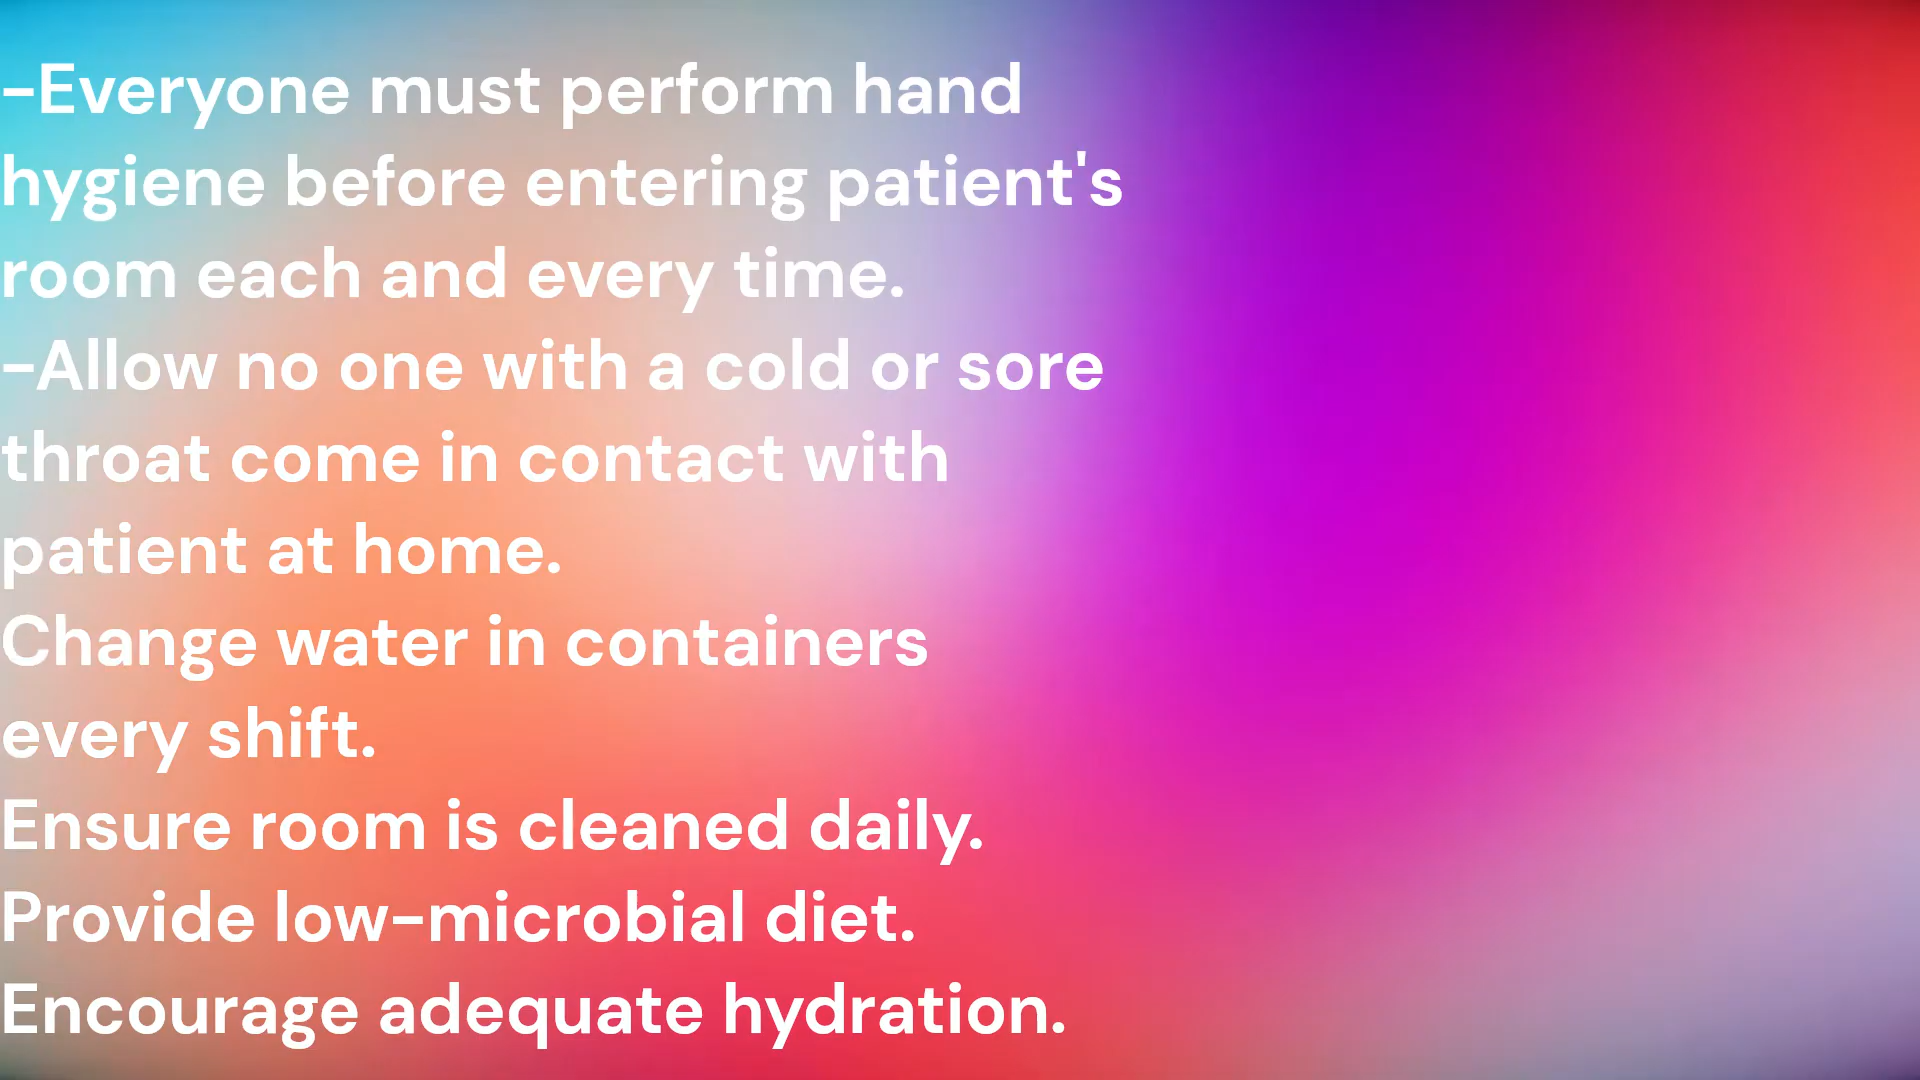 -Everyone must perform hand
hygiene before entering patient's
room each and every time.
-Allow no one with a cold or sore
throat come in contact with
patient at home.
Change water in containers
every shift.
Ensure room is cleaned daily.
Provide low-microbial diet.
Encourage adequate hydration.